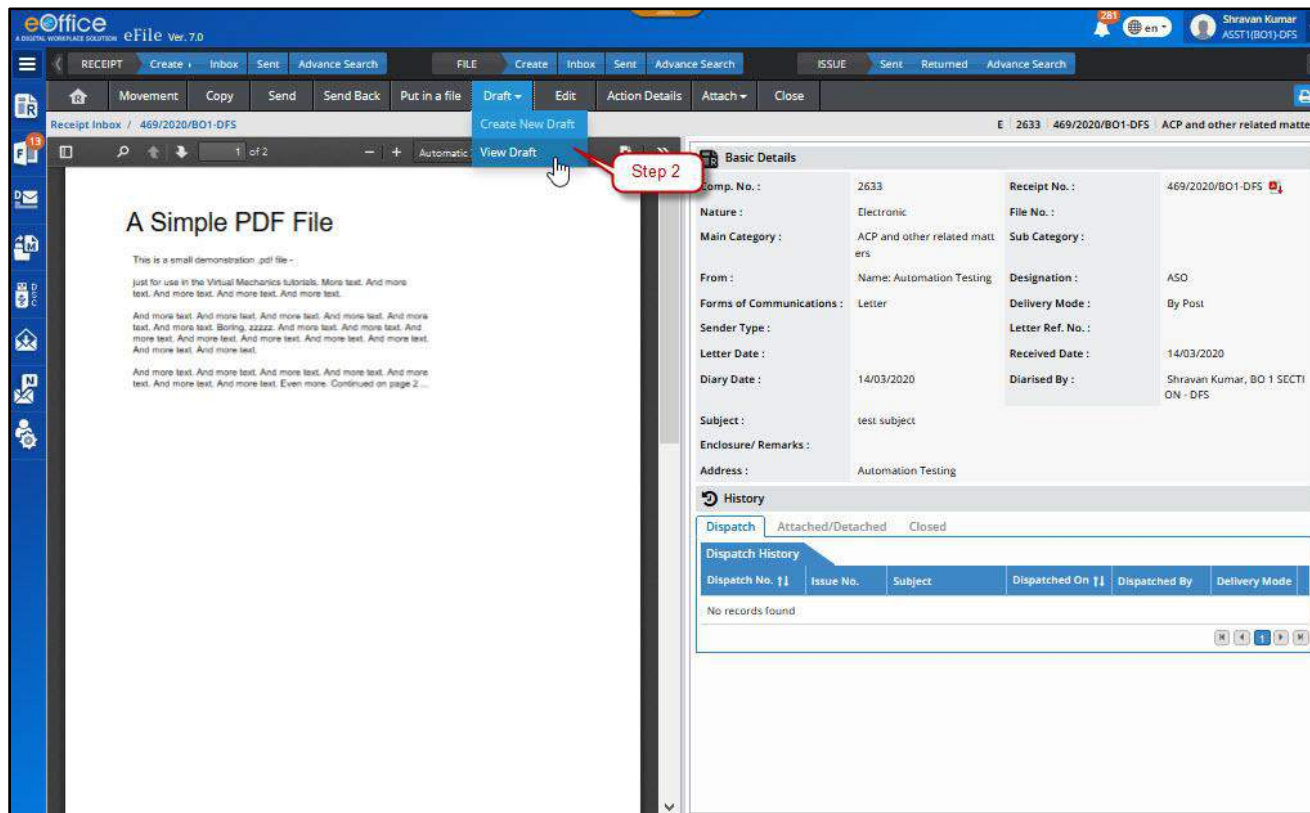 eOffice
A DIGITAL WORKPLACE SOLUTION eFile Ver. 7.0
281
en
Shravan Kumar
ASST1(BO1)-DFS
RECEIPT Create Inbox Sent Advance Search FILE Create Inbox Sent Advance Search ISSUE Sent Returned Advance Search
R Movement Copy Send Send Back Put in a file Draft Edit Action Details Attach Close
Receipt Inbox / 469/2020/BO1-DFS
E 2633 469/2020/BO1-DFS ACP and other related matte
Create New Draft
View Draft
Step 2
13
1 of 2 − + Automatic
A Simple PDF File
This is a small demonstration .pdf file -
just for use in the Virtual Mechanics tutorials. More text. And more
text. And more text. And more text. And more text.
And more text. And more text. And more text. And more text. And more
text. And more text. Boring, zzzzz. And more text. And more text. And
more text. And more text. And more text. And more text. And more text.
And more text. And more text.
And more text. And more text. And more text. And more text. And more
text. And more text. And more text. Even more. Continued on page 2 ...
Basic Details
Comp. No. : 2633 Receipt No. : 469/2020/BO1-DFS
Nature : Electronic File No. :
Main Category : ACP and other related matt
ers
Sub Category :
From : Name: Automation Testing Designation : ASO
Forms of Communications : Letter Delivery Mode : By Post
Sender Type : Letter Ref. No. :
Letter Date : Received Date : 14/03/2020
Diary Date : 14/03/2020 Diarised By : Shravan Kumar, BO 1 SECTI
ON - DFS
Subject : test subject
Enclosure/ Remarks :
Address : Automation Testing
History
Dispatch Attached/Detached Closed
Dispatch History
Dispatch No. Issue No. Subject Dispatched On Dispatched By Delivery Mode
No records found
1